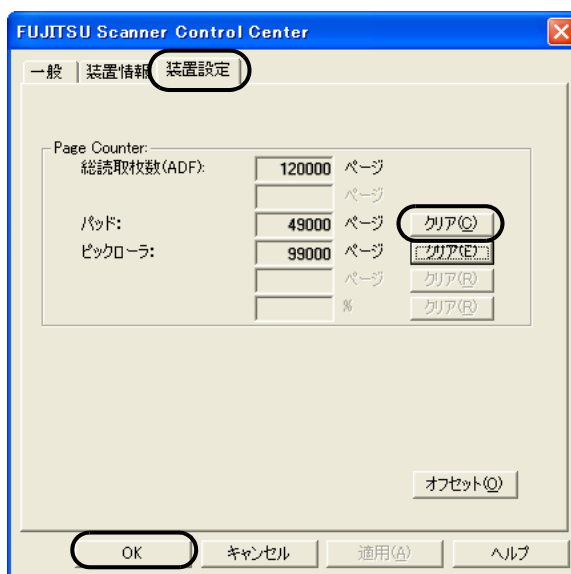 FUJITSU Scanner Control Center
一般 装置情報 装置設定
Page Counter:
総読取枚数(ADF): 120000 ページ
ページ
パッド: 49000 ページ クリア(C)
ピックローラ: 99000 ページ クリア(E)
ページ クリア(R)
% クリア(R)
オフセット(O)
OK キャンセル 適用(A) ヘルプ